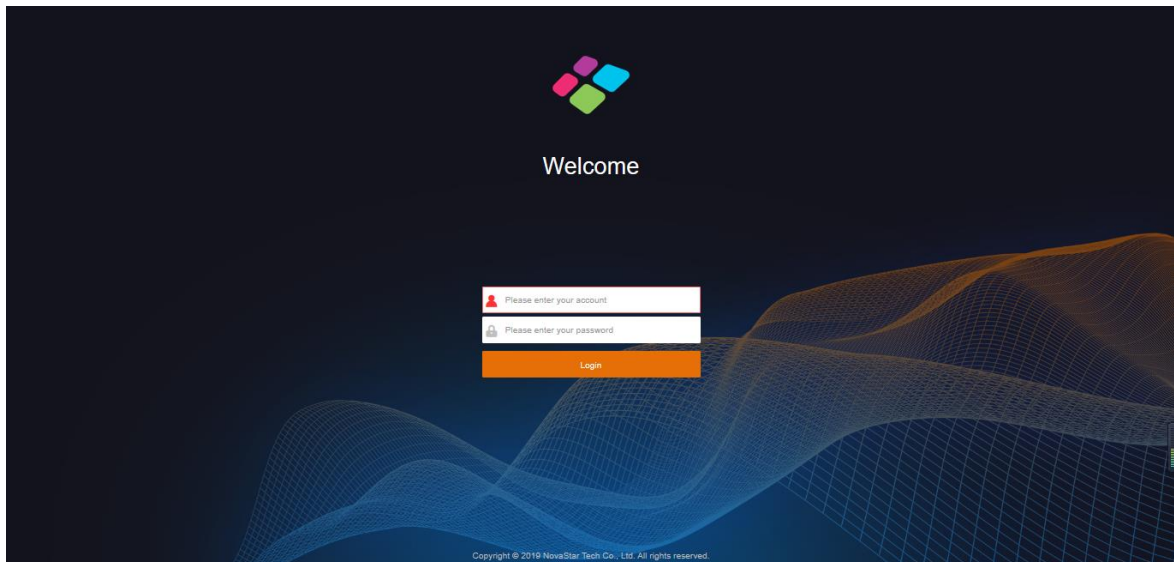 Welcome
Please enter your account
Please enter your password
Login
Copyright © 2019 NovaStar Tech Co., Ltd. All rights reserved.